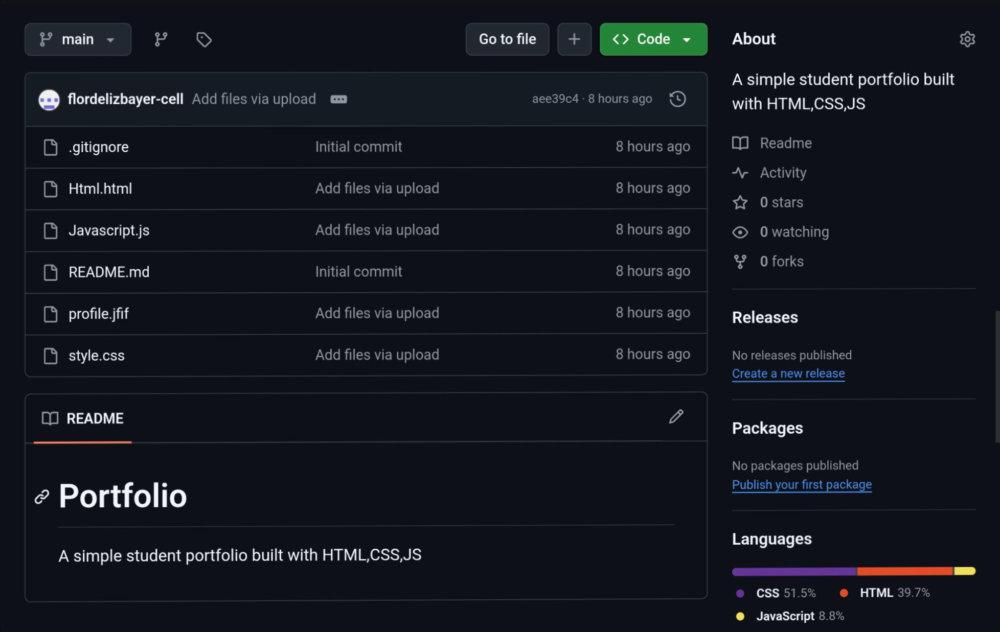 main
Go to file
Code
flordelizbayer-cell Add files via upload
aee39c4 · 8 hours ago
.gitignore Initial commit 8 hours ago
Html.html Add files via upload 8 hours ago
Javascript.js Add files via upload 8 hours ago
README.md Initial commit 8 hours ago
profile.jfif Add files via upload 8 hours ago
style.css Add files via upload 8 hours ago
README
Portfolio
A simple student portfolio built with HTML,CSS,JS
About
A simple student portfolio built
with HTML,CSS,JS
Readme
Activity
0 stars
0 watching
0 forks
Releases
No releases published
Create a new release
Packages
No packages published
Publish your first package
Languages
CSS 51.5% HTML 39.7%
JavaScript 8.8%